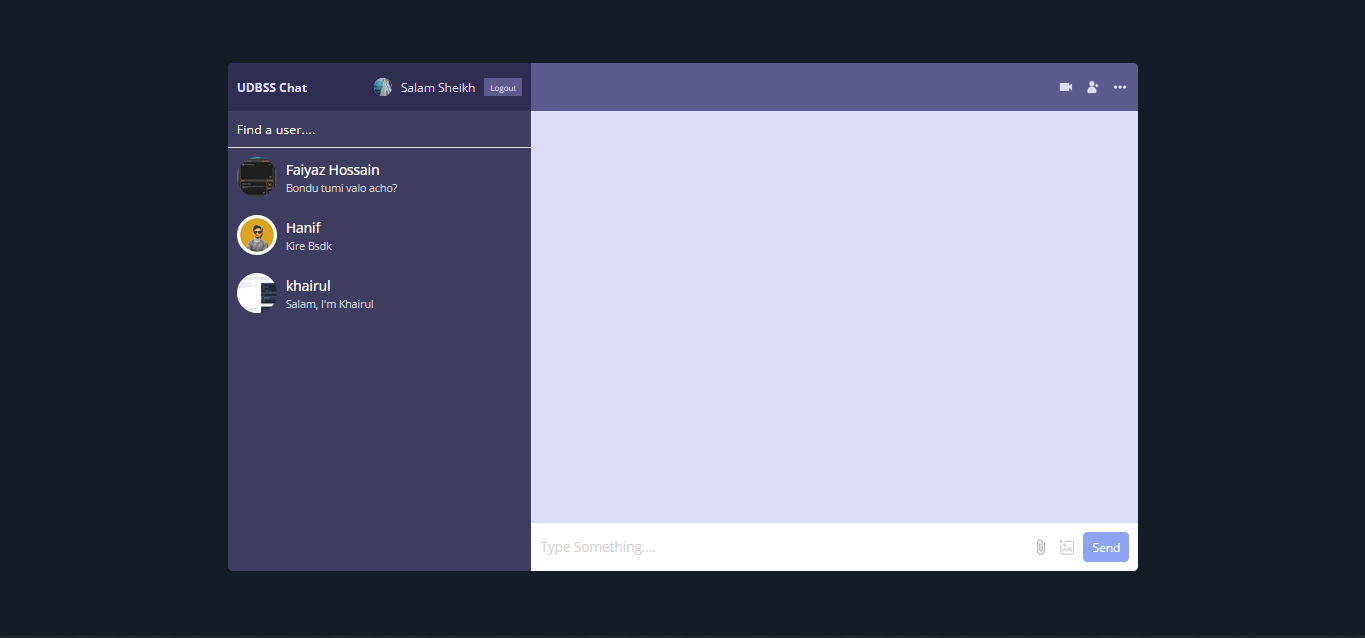 UDBSS Chat
Salam Sheikh
Logout
Find a user....
Faiyaz Hossain
Bondu tumi valo acho?
Hanif
Kire Bsdk
khairul
Salam, I'm Khairul
Type Something....
Send